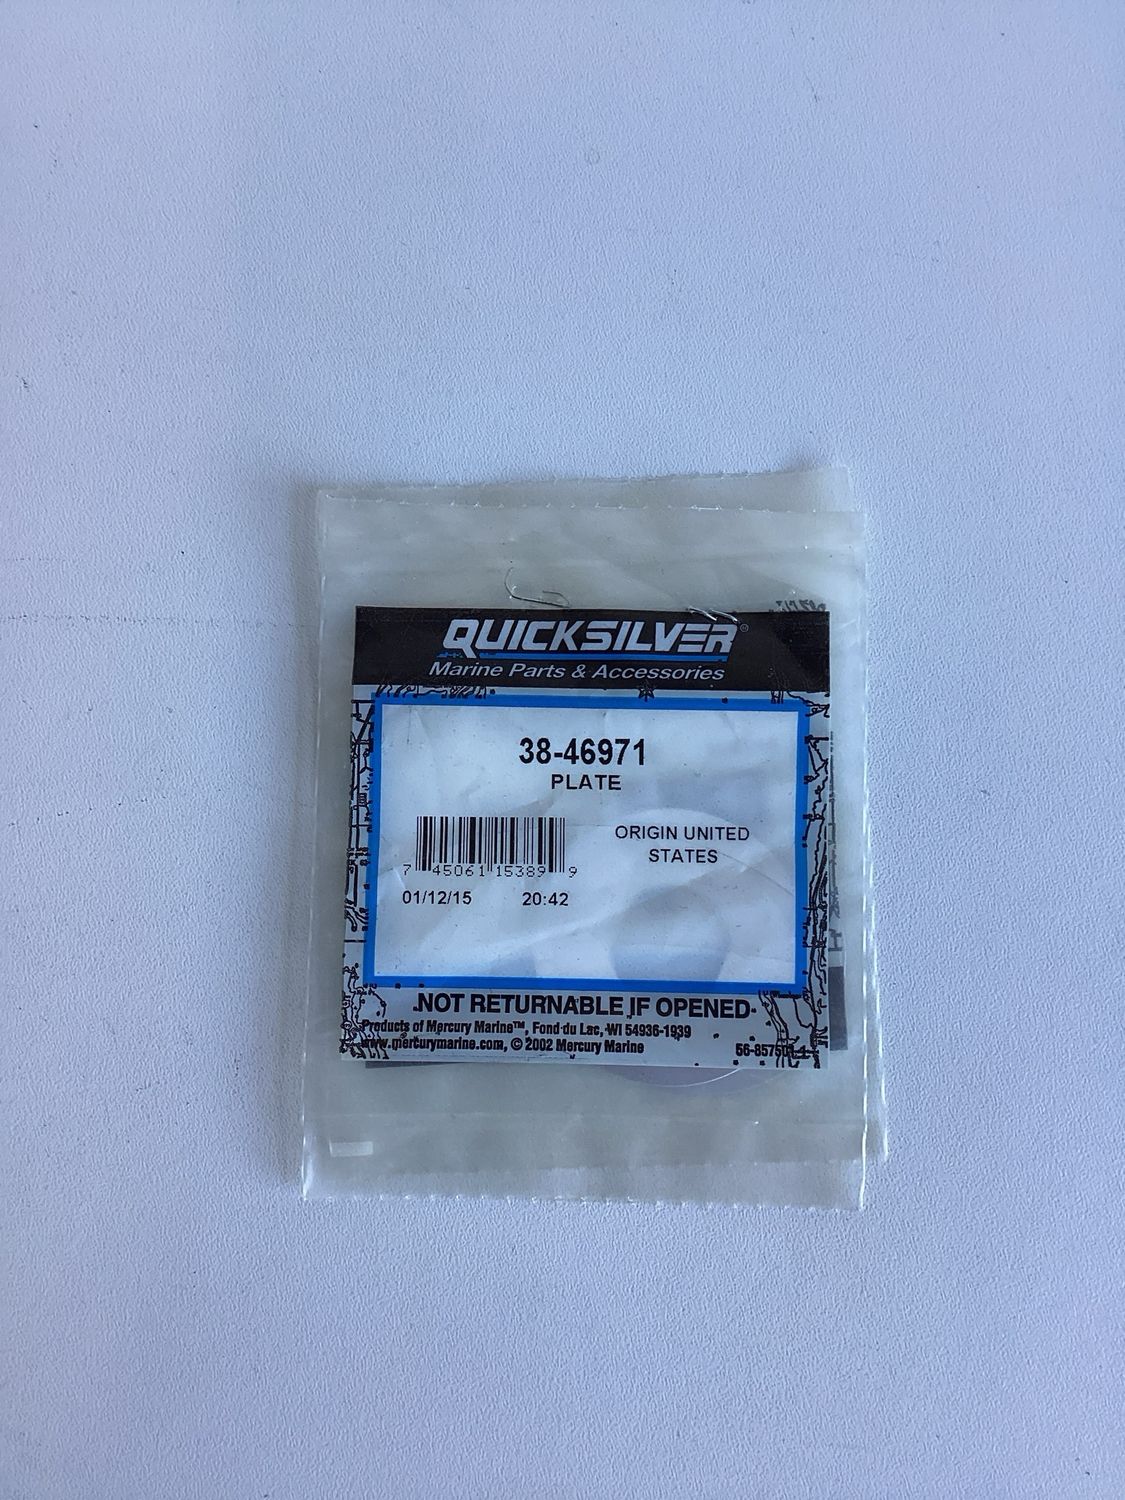 QUICKSILVER®
Marine Parts & Accessories
38-46971
PLATE
ORIGIN UNITED
STATES
7 45061 15389 9
01/12/15 20:42
NOT RETURNABLE IF OPENED
Products of Mercury Marine™, Fond du Lac, WI 54936-1939
www.mercurymarine.com, © 2002 Mercury Marine